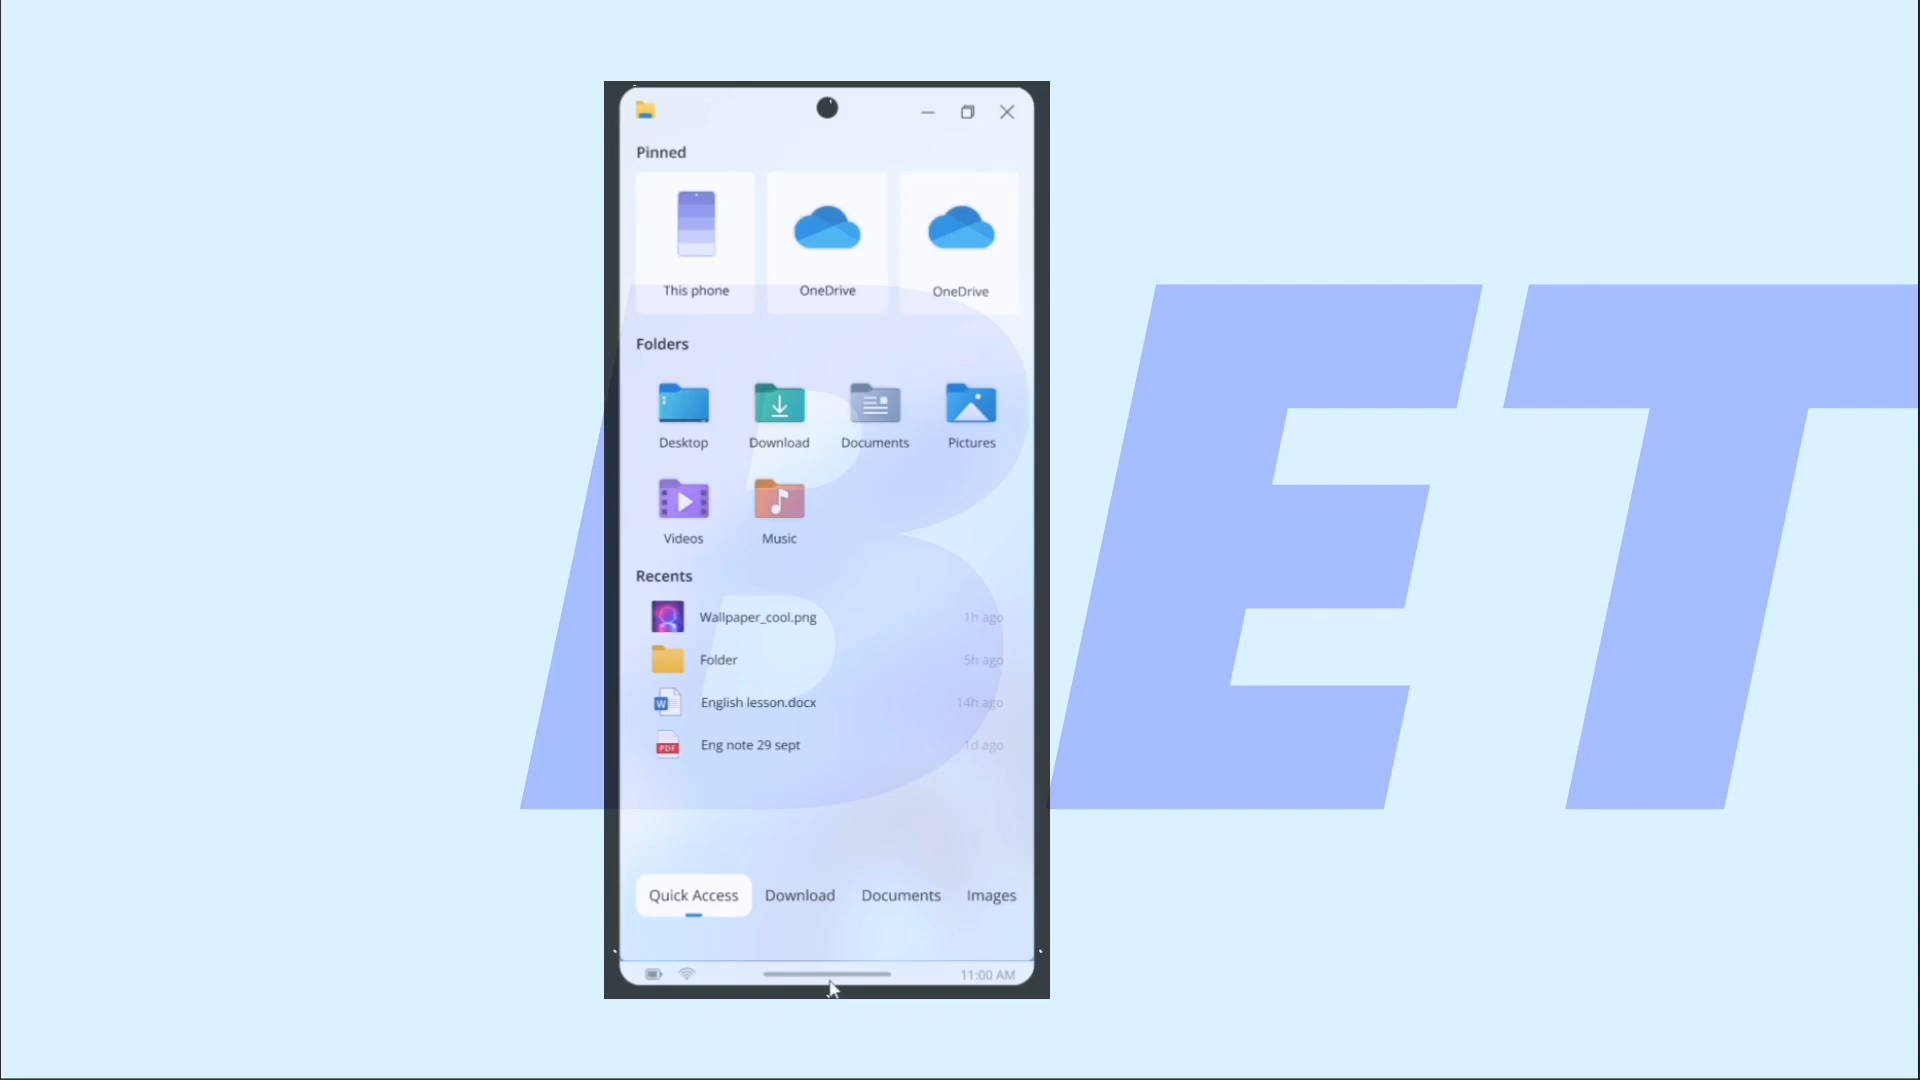 Pinned
This phone
OneDrive
OneDrive
Folders
Desktop
Download
Documents
Pictures
Videos
Music
Recents
Wallpaper_cool.png 1h ago
Folder 5h ago
W English lesson.docx 14h ago
PDF Eng note 29 sept 1d ago
Quick Access Download Documents Images
11:00 AM
BET